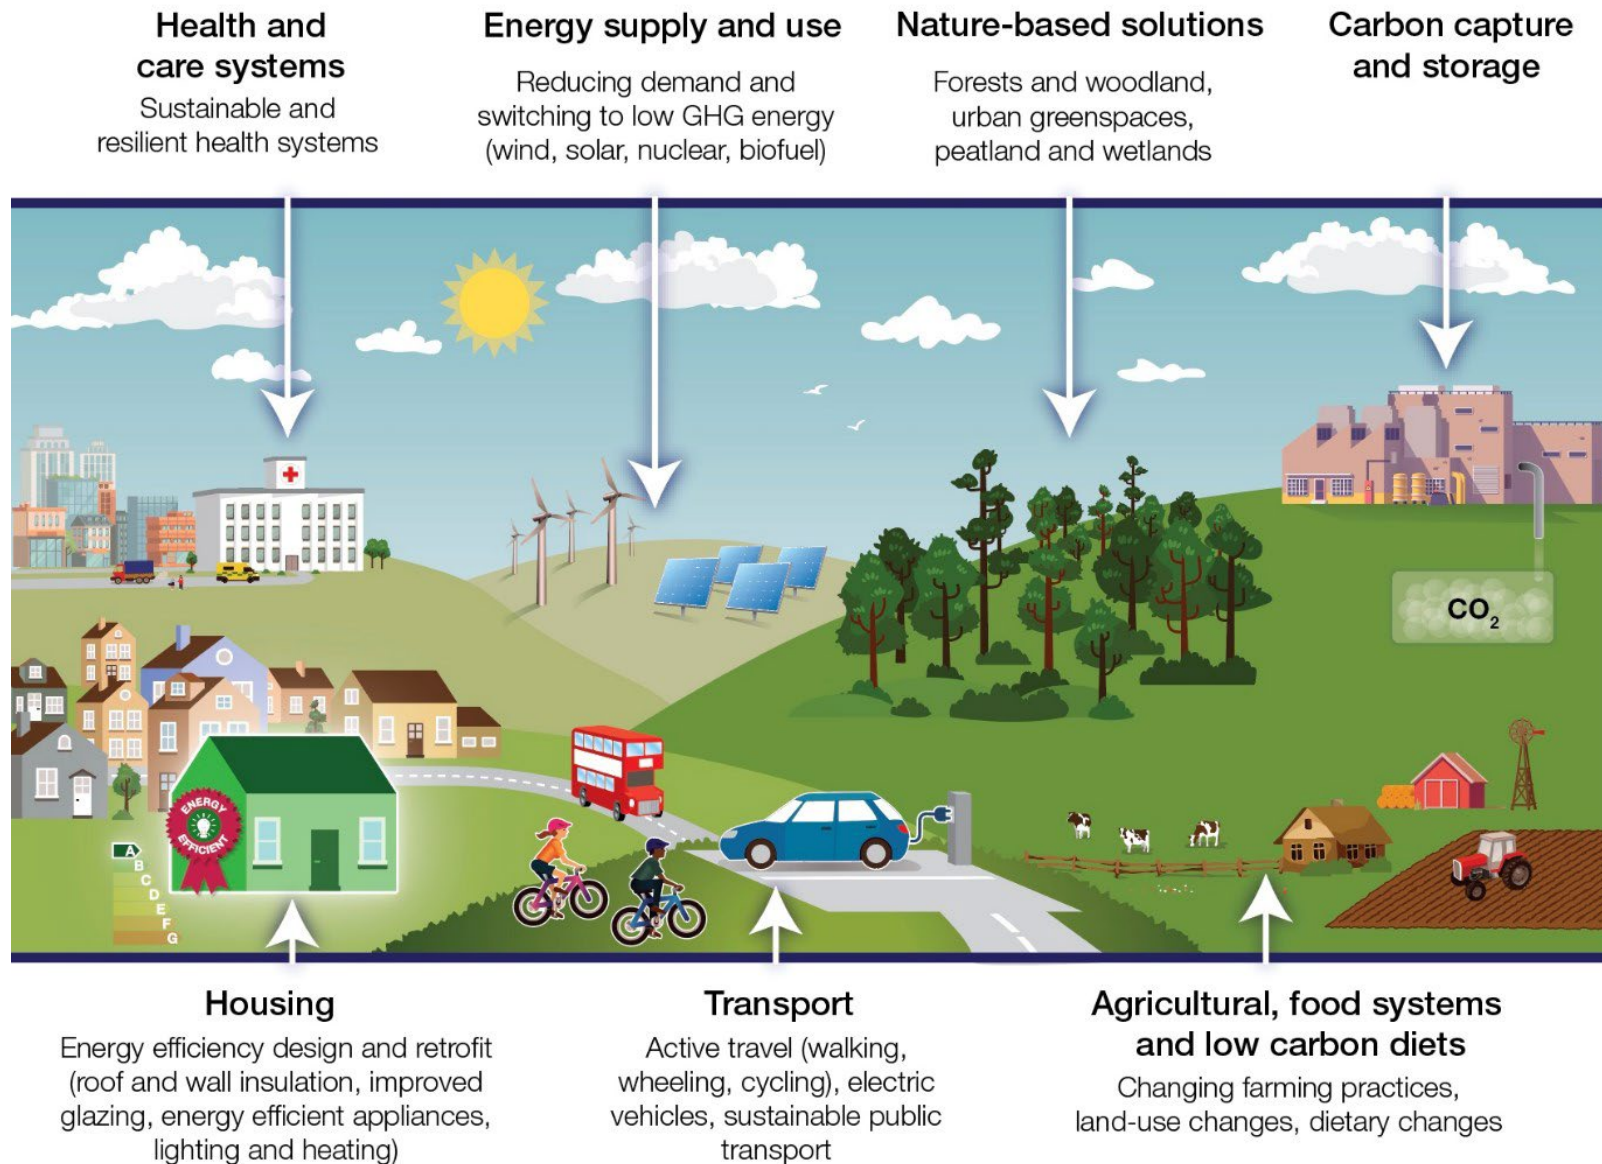 Health and
care systems
Sustainable and
resilient health systems
Energy supply and use
Reducing demand and
switching to low GHG energy
(wind, solar, nuclear, biofuel)
Nature-based solutions
Forests and woodland,
urban greenspaces,
peatland and wetlands
Carbon capture
and storage
CO₂
ENERGY
EFFICIENT
A
B
C
D
E
F
G
Housing
Energy efficiency design and retrofit
(roof and wall insulation, improved
glazing, energy efficient appliances,
lighting and heating)
Transport
Active travel (walking,
wheeling, cycling), electric
vehicles, sustainable public
transport
Agricultural, food systems
and low carbon diets
Changing farming practices,
land-use changes, dietary changes